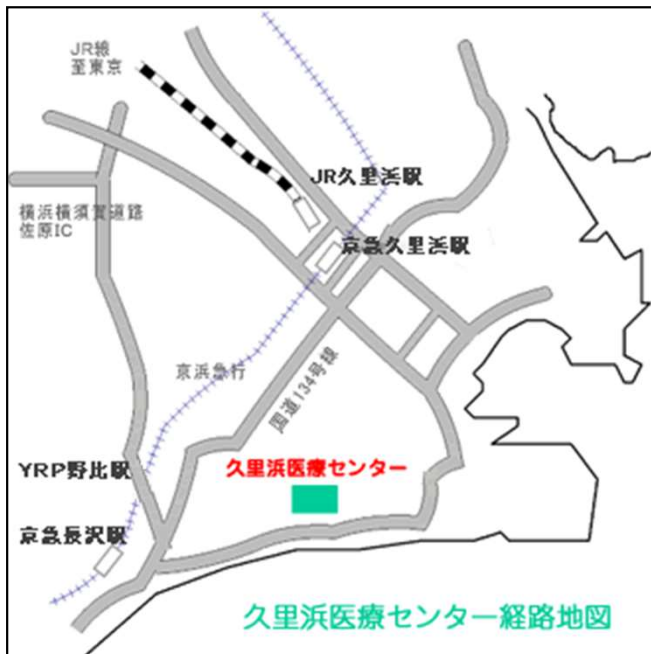 JR線
至東京
JR久里浜駅
横浜横須賀道路
佐原IC
京急久里浜駅
京浜急行
国道134号線
YRP野比駅
久里浜医療センター
京急長沢駅
久里浜医療センター経路地図